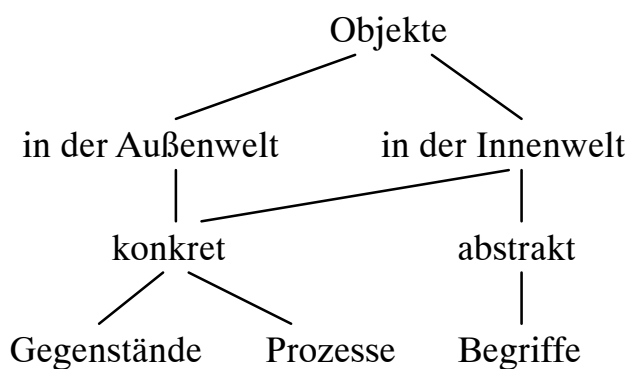 Objekte
in der Außenwelt in der Innenwelt
konkret abstrakt
Gegenstände Prozesse Begriffe